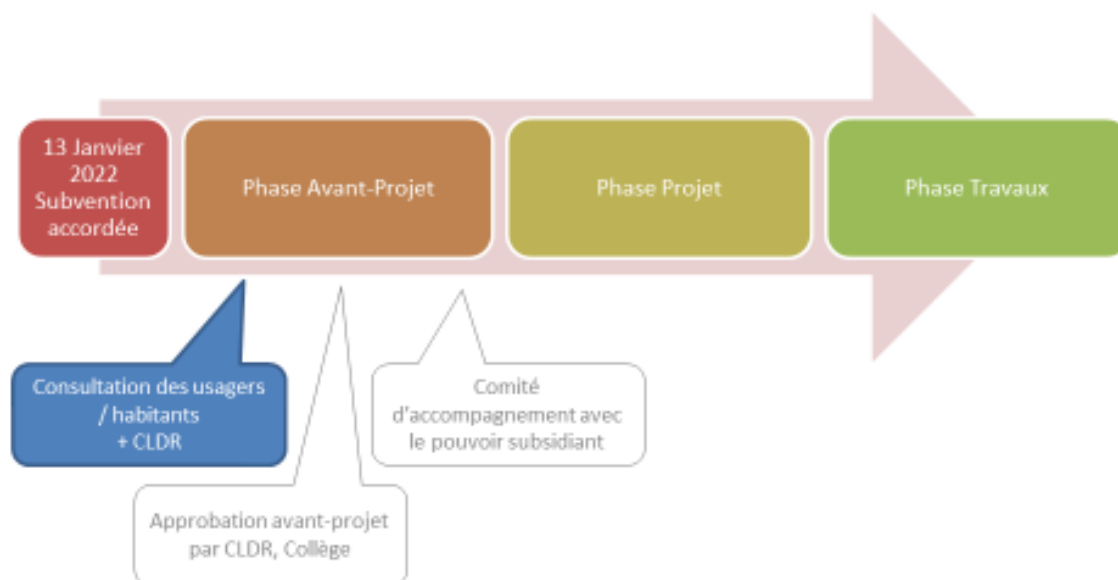 13 Janvier
2022
Subvention
accordée
Phase Avant-Projet
Phase Projet
Phase Travaux
Consultation des usagers
/ habitants
+ CLDR
Comité
d'accompagnement avec
le pouvoir subsidiant
Approbation avant-projet
par CLDR, Collège